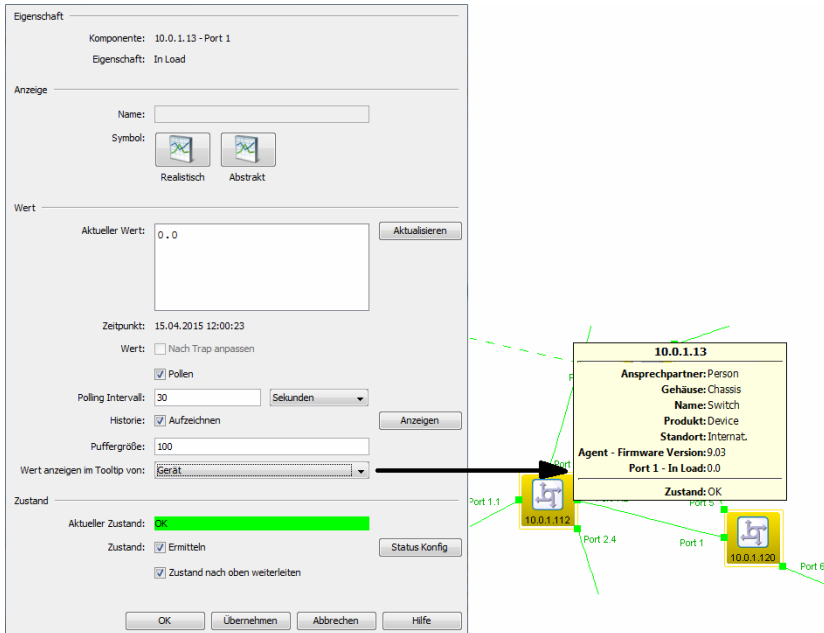 Eigenschaft
Komponente: 10.0.1.13 - Port 1
Eigenschaft: In Load
Anzeige
Name:
Symbol:
Realistisch Abstrakt
Wert
Aktueller Wert: 0.0 Aktualisieren
Zeitpunkt: 15.04.2015 12:00:23
Wert: Nach Trap anpassen
Pollen
Polling Intervall: 30 Sekunden
Historie: Aufzeichnen Anzeigen
Puffergröße: 100
Wert anzeigen im Tooltip von: Gerät
Zustand
Aktueller Zustand: OK
Zustand: Ermitteln Status Konfig
Zustand nach oben weiterleiten
OK Übernehmen Abbrechen Hilfe
10.0.1.13
Ansprechpartner: Person
Gehäuse: Chassis
Name: Switch
Produkt: Device
Standort: Internat.
Agent - Firmware Version: 9.03
Port 1 - In Load: 0.0
Zustand: OK
Port
Port 1.1
10.0.1.112
Port 2.4
Port 5
Port 1
10.0.1.120
Port 6